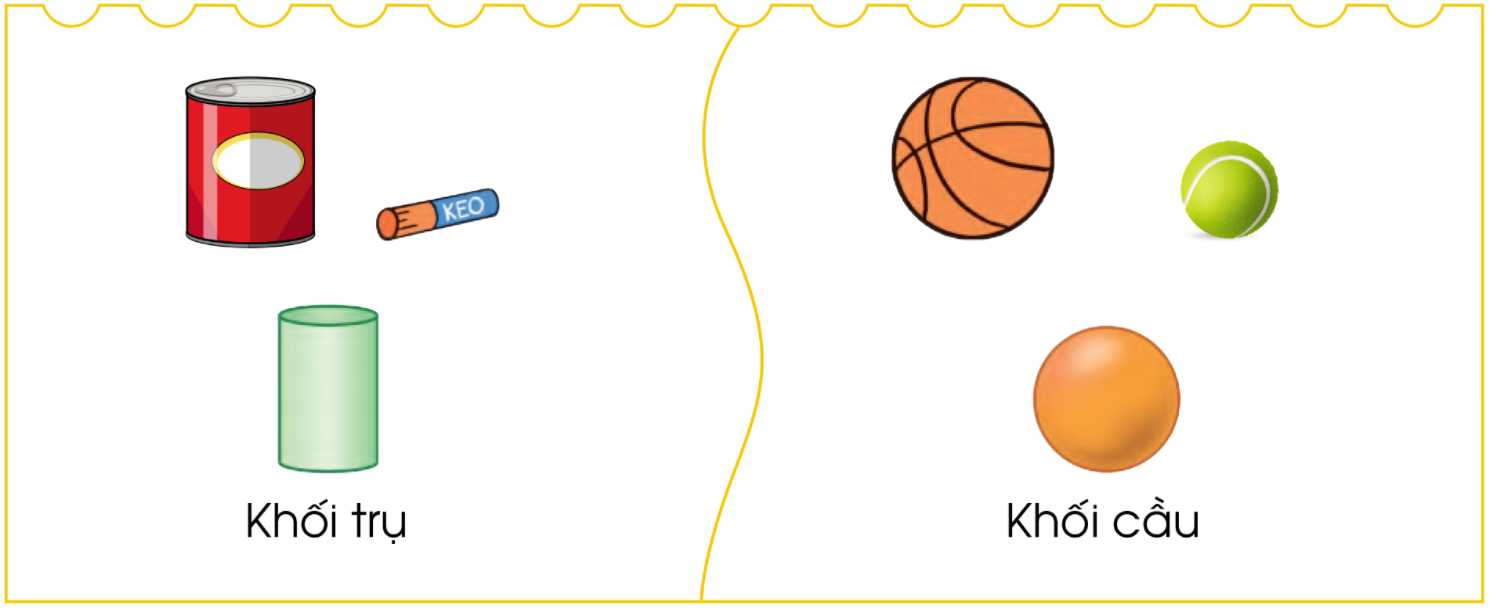 KEO
Khối trụ
Khối cầu